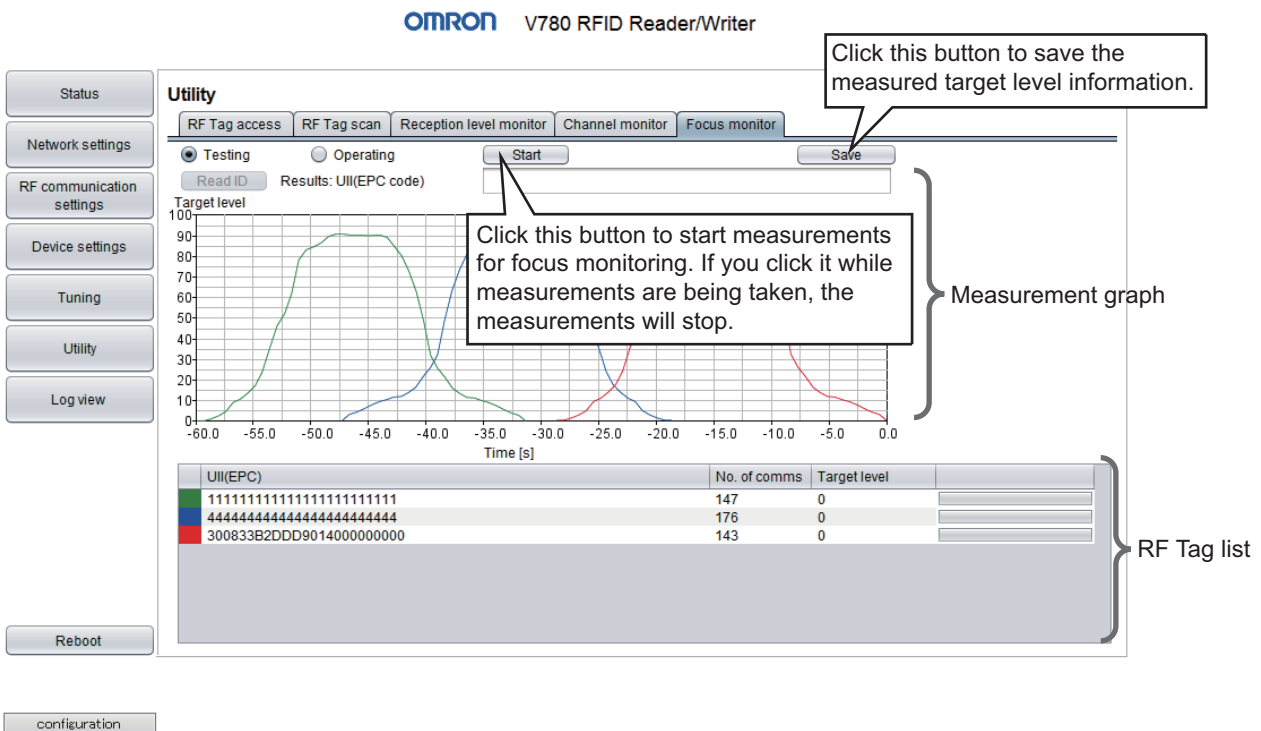 OMRON V780 RFID Reader/Writer
Click this button to save the
measured target level information.
Status
Network settings
RF communication
settings
Device settings
Tuning
Utility
Log view
Reboot
configuration
Utility
RF Tag access RF Tag scan Reception level monitor Channel monitor Focus monitor
Testing Operating Start Save
Read ID Results: UII(EPC code)
Target level
100
90
80
70
60
50
40
30
20
10
0
Click this button to start measurements
for focus monitoring. If you click it while
measurements are being taken, the
measurements will stop.
Measurement graph
-60.0 -55.0 -50.0 -45.0 -40.0 -35.0 -30.0 -25.0 -20.0 -15.0 -10.0 -5.0 0.0
Time [s]
UII(EPC) No. of comms Target level
111111111111111111111111 147 0
444444444444444444444444 176 0
300833B2DDD9014000000000 143 0
RF Tag list